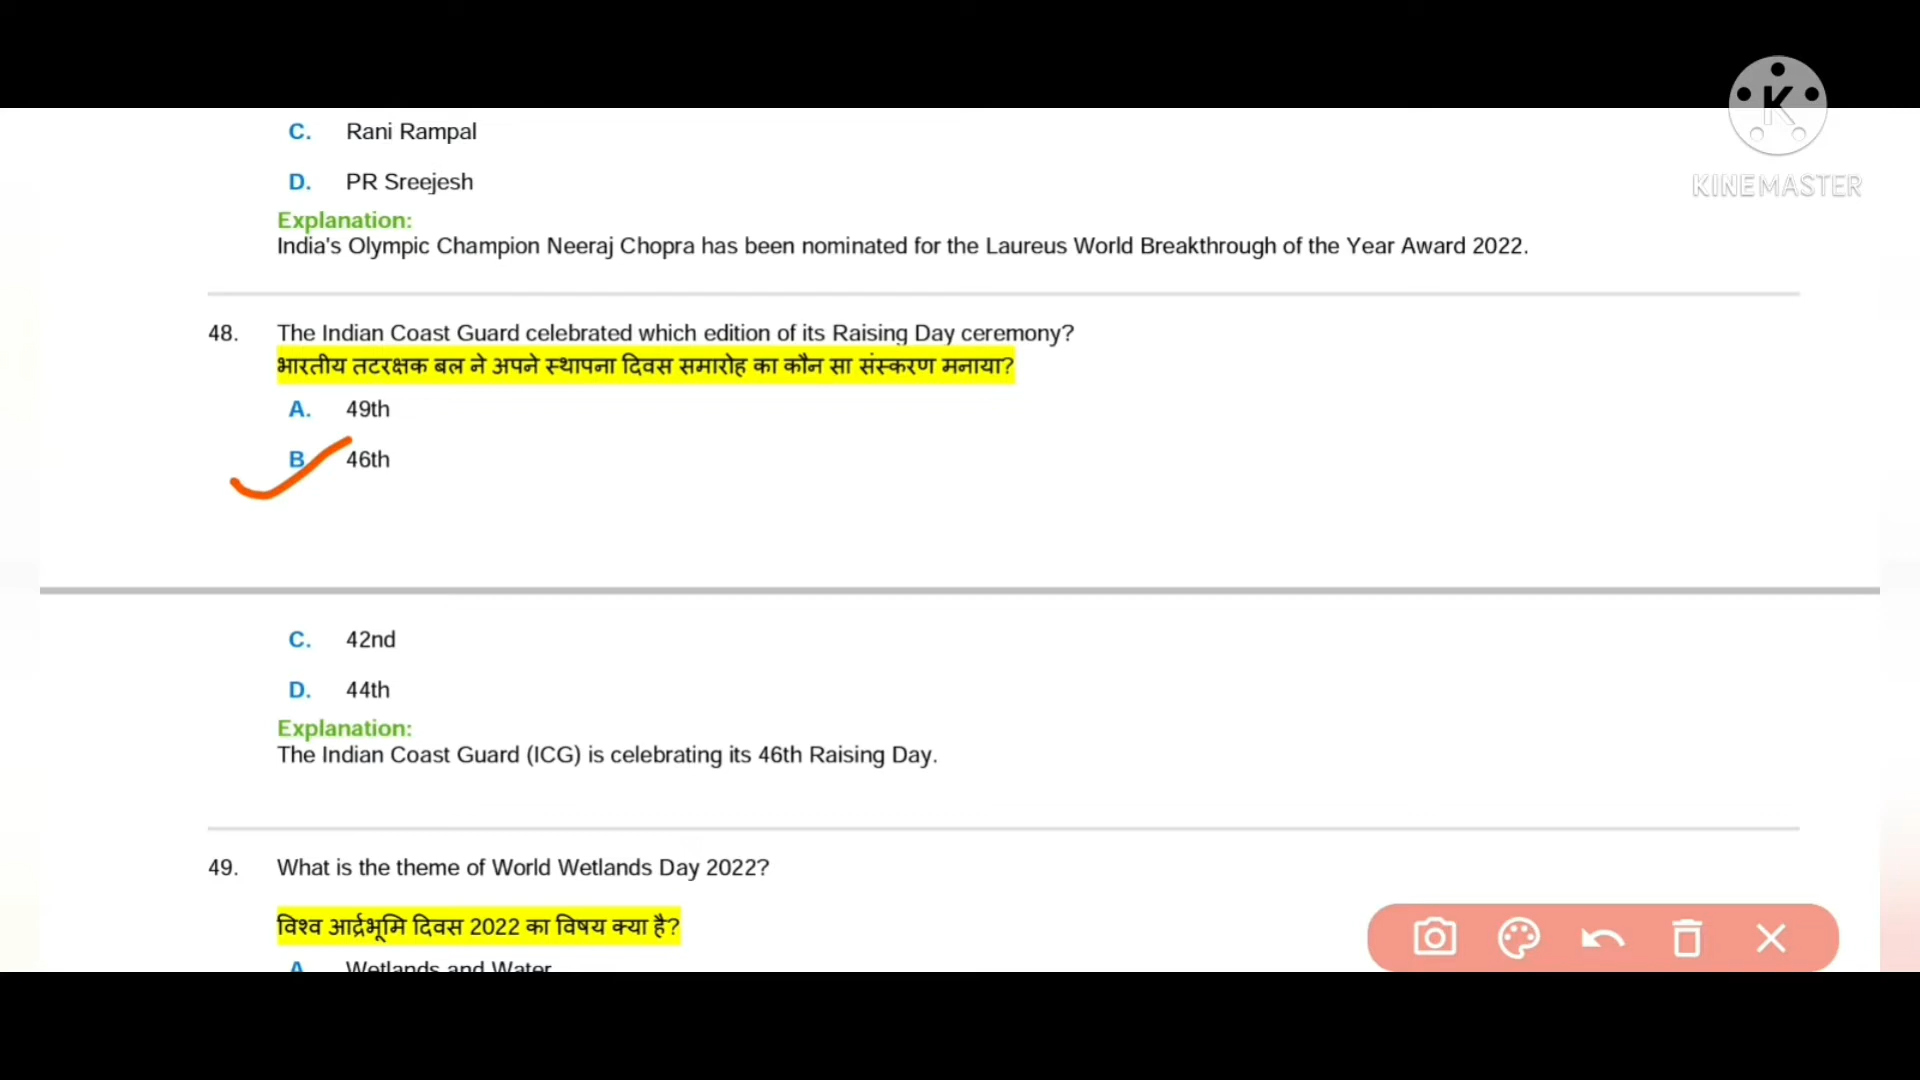 C. Rani Rampal
D. PR Sreejesh
Explanation:
India's Olympic Champion Neeraj Chopra has been nominated for the Laureus World Breakthrough of the Year Award 2022.
K
KINEMASTER
48. The Indian Coast Guard celebrated which edition of its Raising Day ceremony?
भारतीय तटरक्षक बल ने अपने स्थापना दिवस समारोह का कौन सा संस्करण मनाया?
A. 49th
B 46th
C. 42nd
D. 44th
Explanation:
The Indian Coast Guard (ICG) is celebrating its 46th Raising Day.
49. What is the theme of World Wetlands Day 2022?
विश्व आर्द्रभूमि दिवस 2022 का विषय क्या है?
A Wetlands and Water